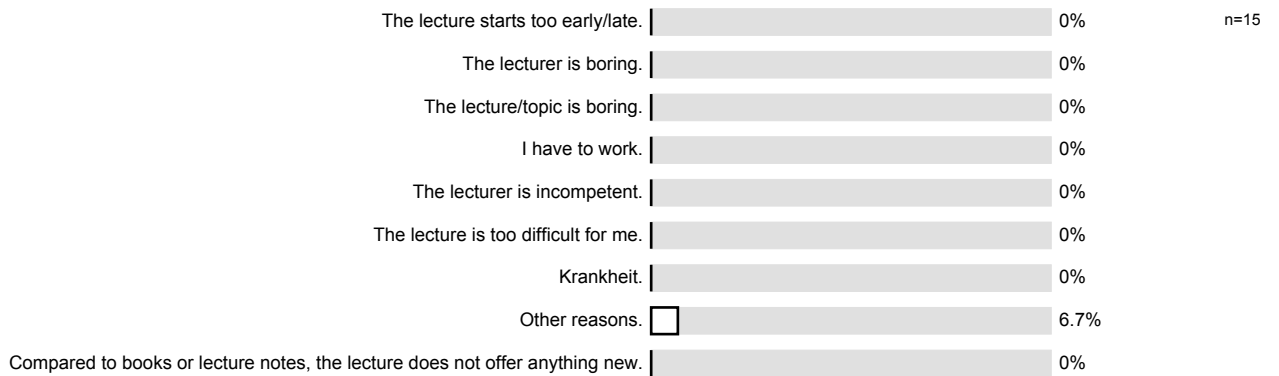 The lecture starts too early/late. 0% n=15
The lecturer is boring. 0%
The lecture/topic is boring. 0%
I have to work. 0%
The lecturer is incompetent. 0%
The lecture is too difficult for me. 0%
Krankheit. 0%
Other reasons. 6.7%
Compared to books or lecture notes, the lecture does not offer anything new. 0%